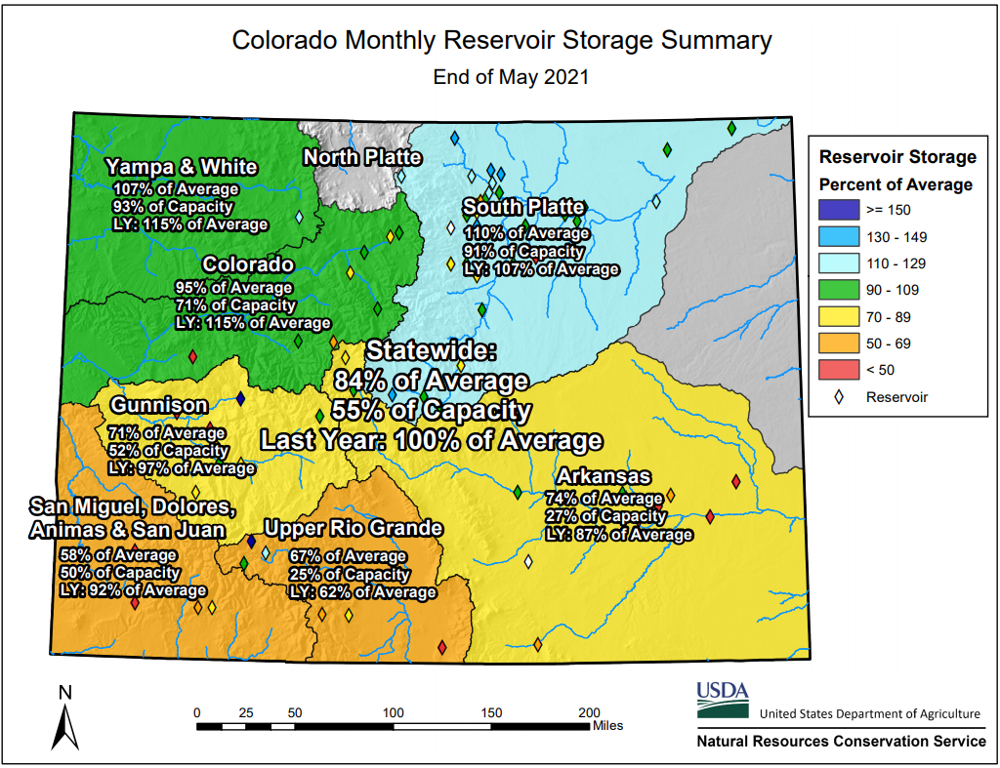 Colorado Monthly Reservoir Storage Summary
End of May 2021
Yampa & White
107% of Average
93% of Capacity
LY: 115% of Average
North Platte
South Platte
110% of Average
91% of Capacity
LY: 107% of Average
Colorado
95% of Average
71% of Capacity
LY: 115% of Average
Statewide:
84% of Average
55% of Capacity
Last Year: 100% of Average
Gunnison
71% of Average
52% of Capacity
LY: 97% of Average
Arkansas
74% of Average
27% of Capacity
LY: 87% of Average
San Miguel, Dolores,
Animas & San Juan
58% of Average
50% of Capacity
LY: 92% of Average
Upper Rio Grande
67% of Average
25% of Capacity
LY: 62% of Average
Reservoir Storage
Percent of Average
>= 150
130 - 149
110 - 129
90 - 109
70 - 89
50 - 69
< 50
Reservoir
N
0 25 50 100 150 200
Miles
USDA
United States Department of Agriculture
Natural Resources Conservation Service